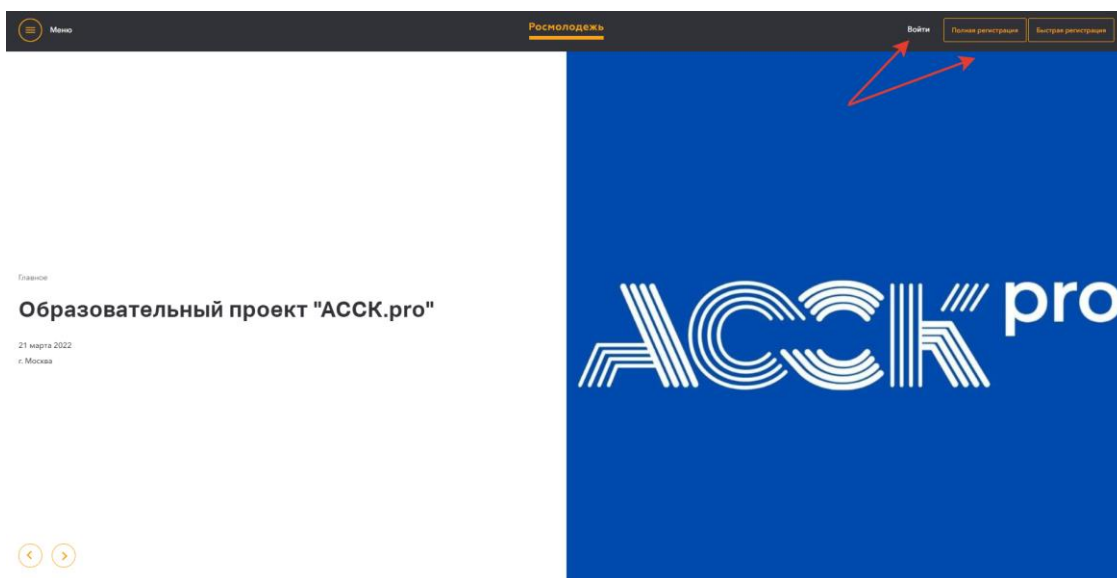 Меню
Росмолодежь
Войти
Полная регистрация
Быстрая регистрация
Главное
Образовательный проект "АССК.pro"
21 марта 2022
г. Москва
АССК pro